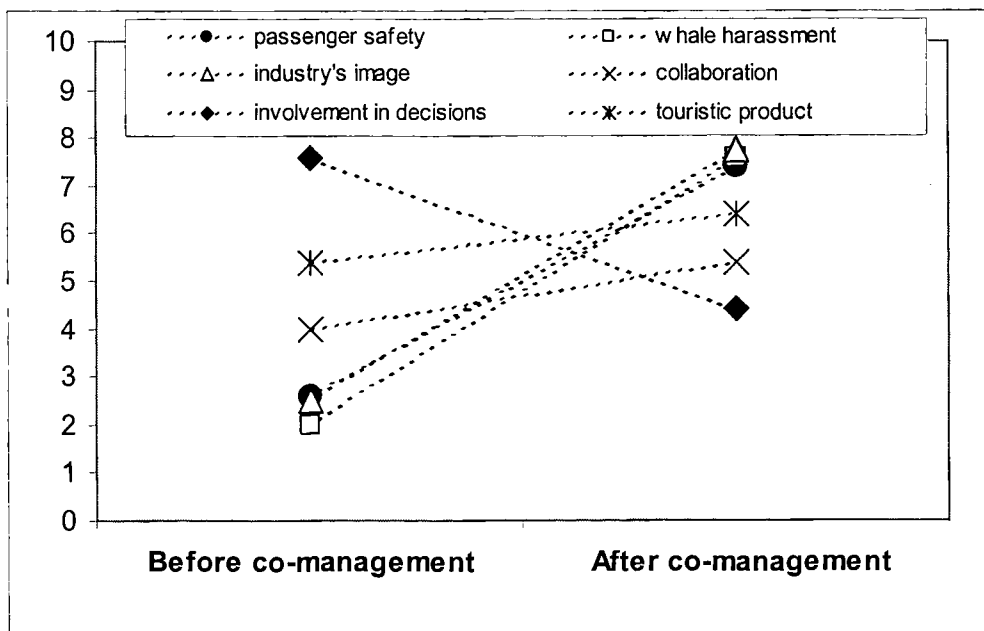 passenger safety
whale harassment
industry's image
collaboration
involvement in decisions
touristic product
10
9
8
7
6
5
4
3
2
1
0
Before co-management
After co-management